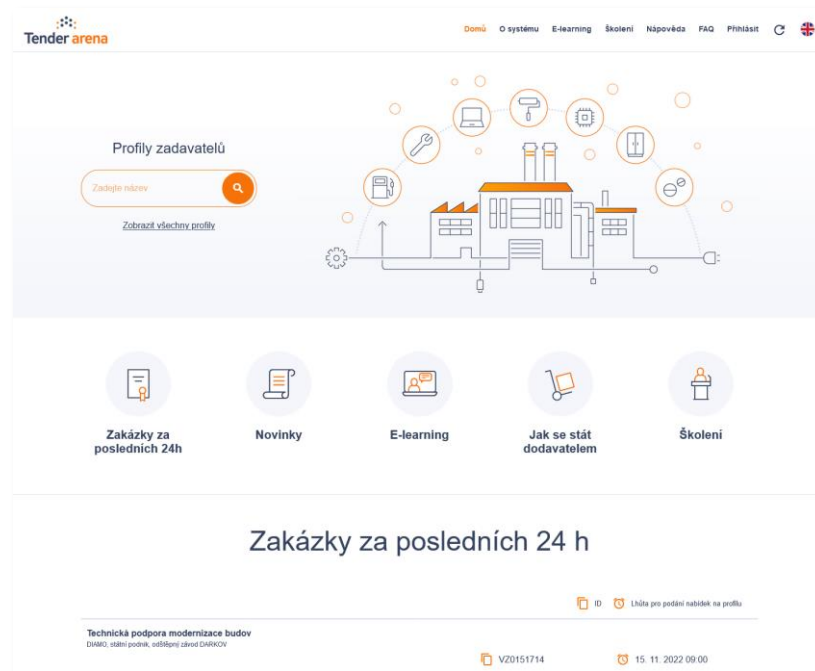 Tender arena
Domů O systému E-learning Školení Nápověda FAQ Přihlásit
Profily zadavatelů
Zadejte název
Zobrazit všechny profily
Zakázky za posledních 24h
Novinky
E-learning
Jak se stát dodavatelem
Školení
Zakázky za posledních 24 h
ID Lhůta pro podání nabídek na profilu
Technická podpora modernizace budov
DIAMO, státní podnik, odštěpný závod DARKOV
VZ0151714 15. 11. 2022 09:00